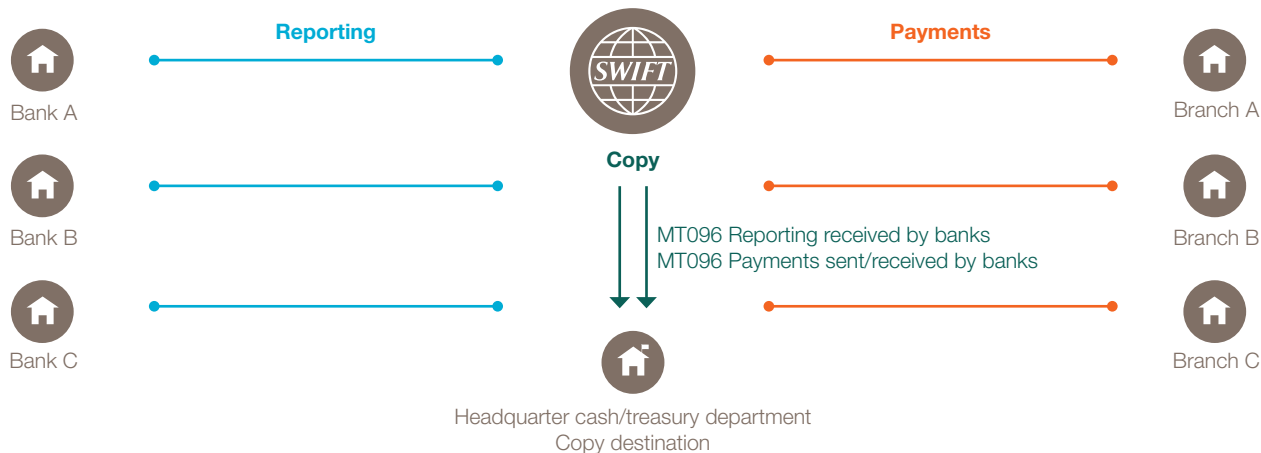 Reporting
SWIFT
Payments
Bank A
Branch A
Copy
Bank B
MT096 Reporting received by banks
MT096 Payments sent/received by banks
Branch B
Bank C
Branch C
Headquarter cash/treasury department
Copy destination